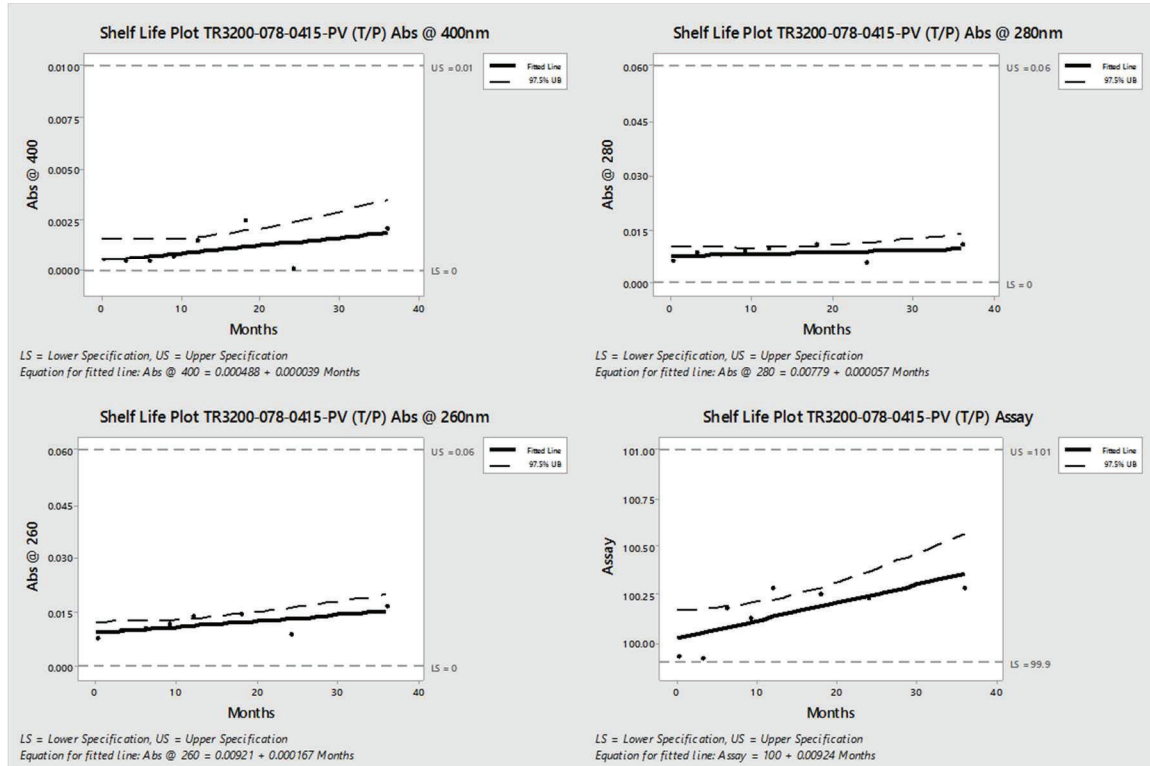 Shelf Life Plot TR3200-078-0415-PV (T/P) Abs @ 400nm
0.0100
0.0075
0.0050
0.0025
0.0000
Abs @ 400
US = 0.01
LS = 0
Fitted Line
97.5% UB
0 10 20 30 40
Months
LS = Lower Specification, US = Upper Specification
Equation for fitted line: Abs @ 400 = 0.000488 + 0.000039 Months
Shelf Life Plot TR3200-078-0415-PV (T/P) Abs @ 280nm
0.060
0.045
0.030
0.015
0.000
Abs @ 280
US = 0.06
LS = 0
Fitted Line
97.5% UB
0 10 20 30 40
Months
LS = Lower Specification, US = Upper Specification
Equation for fitted line: Abs @ 280 = 0.00779 + 0.000057 Months
Shelf Life Plot TR3200-078-0415-PV (T/P) Abs @ 260nm
0.060
0.045
0.030
0.015
0.000
Abs @ 260
US = 0.06
LS = 0
Fitted Line
97.5% UB
0 10 20 30 40
Months
LS = Lower Specification, US = Upper Specification
Equation for fitted line: Abs @ 260 = 0.00921 + 0.000167 Months
Shelf Life Plot TR3200-078-0415-PV (T/P) Assay
101.00
100.75
100.50
100.25
100.00
Assay
US = 101
LS = 99.9
Fitted Line
97.5% UB
0 10 20 30 40
Months
LS = Lower Specification, US = Upper Specification
Equation for fitted line: Assay = 100 + 0.00924 Months